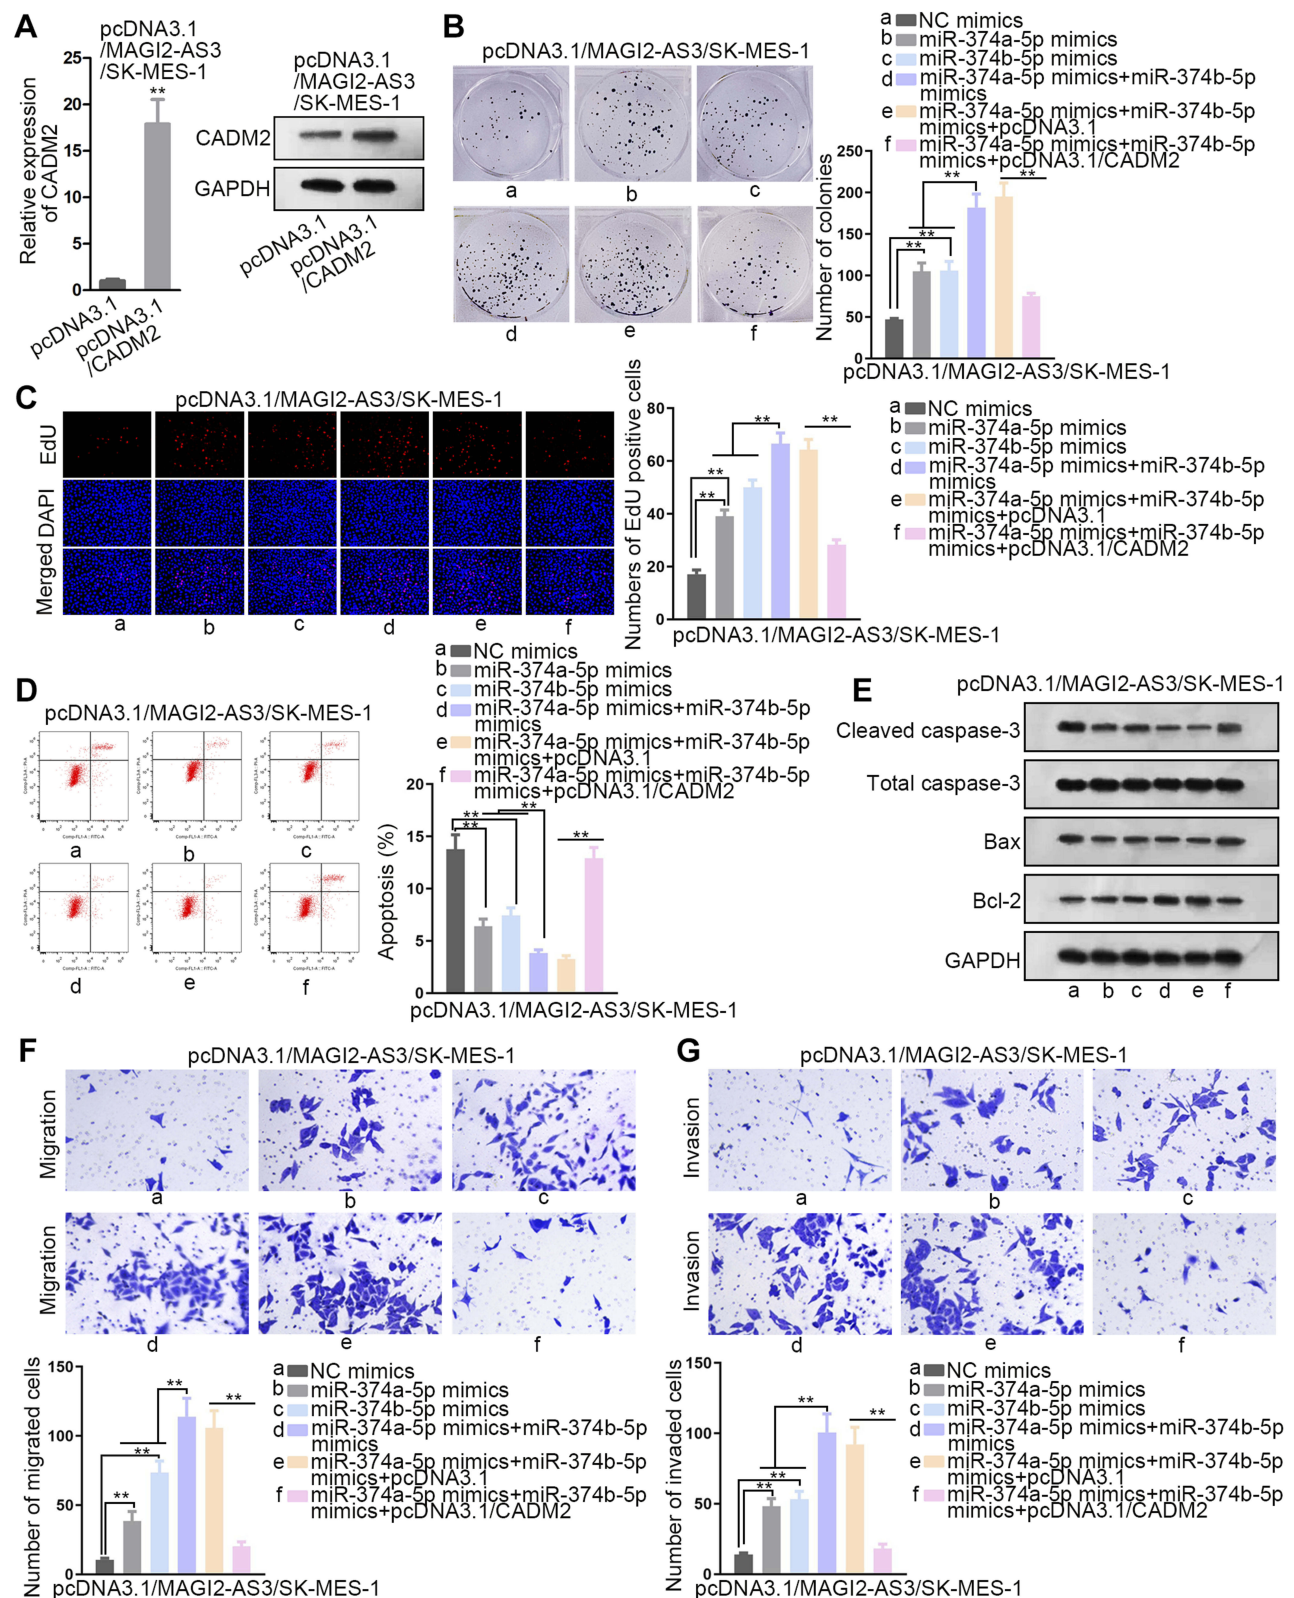 A
pcDNA3.1
/MAGI2-AS3
/SK-MES-1
Relative expression
of CADM2
25
20
15
10
5
0
**
pcDNA3.1
pcDNA3.1
/CADM2
pcDNA3.1
/MAGI2-AS3
/SK-MES-1
CADM2
GAPDH
pcDNA3.1
pcDNA3.1
/CADM2
B
pcDNA3.1/MAGI2-AS3/SK-MES-1
a b c
d e f
a NC mimics
b miR-374a-5p mimics
c miR-374b-5p mimics
d miR-374a-5p mimics+miR-374b-5p
mimics
e miR-374a-5p mimics+miR-374b-5p
mimics+pcDNA3.1
f miR-374a-5p mimics+miR-374b-5p
mimics+pcDNA3.1/CADM2
Number of colonies
250
200
150
100
50
0
** ** ** **
pcDNA3.1/MAGI2-AS3/SK-MES-1
C
pcDNA3.1/MAGI2-AS3/SK-MES-1
EdU
DAPI
Merged
a b c d e f
Numbers of EdU positive cells
80
60
40
20
0
** ** ** **
pcDNA3.1/MAGI2-AS3/SK-MES-1
a NC mimics
b miR-374a-5p mimics
c miR-374b-5p mimics
d miR-374a-5p mimics+miR-374b-5p
mimics
e miR-374a-5p mimics+miR-374b-5p
mimics+pcDNA3.1
f miR-374a-5p mimics+miR-374b-5p
mimics+pcDNA3.1/CADM2
D
pcDNA3.1/MAGI2-AS3/SK-MES-1
a b c
d e f
a NC mimics
b miR-374a-5p mimics
c miR-374b-5p mimics
d miR-374a-5p mimics+miR-374b-5p
mimics
e miR-374a-5p mimics+miR-374b-5p
mimics+pcDNA3.1
f miR-374a-5p mimics+miR-374b-5p
mimics+pcDNA3.1/CADM2
Apoptosis (%)
20
15
10
5
0
** ** ** **
pcDNA3.1/MAGI2-AS3/SK-MES-1
E
pcDNA3.1/MAGI2-AS3/SK-MES-1
Cleaved caspase-3
Total caspase-3
Bax
Bcl-2
GAPDH
a b c d e f
F
pcDNA3.1/MAGI2-AS3/SK-MES-1
Migration
a b c
Migration
d e f
Number of migrated cells
150
100
50
0
** ** ** **
pcDNA3.1/MAGI2-AS3/SK-MES-1
a NC mimics
b miR-374a-5p mimics
c miR-374b-5p mimics
d miR-374a-5p mimics+miR-374b-5p
mimics
e miR-374a-5p mimics+miR-374b-5p
mimics+pcDNA3.1
f miR-374a-5p mimics+miR-374b-5p
mimics+pcDNA3.1/CADM2
G
pcDNA3.1/MAGI2-AS3/SK-MES-1
Invasion
a b c
Invasion
d e f
Number of invaded cells
150
100
50
0
** ** ** **
pcDNA3.1/MAGI2-AS3/SK-MES-1
a NC mimics
b miR-374a-5p mimics
c miR-374b-5p mimics
d miR-374a-5p mimics+miR-374b-5p
mimics
e miR-374a-5p mimics+miR-374b-5p
mimics+pcDNA3.1
f miR-374a-5p mimics+miR-374b-5p
mimics+pcDNA3.1/CADM2